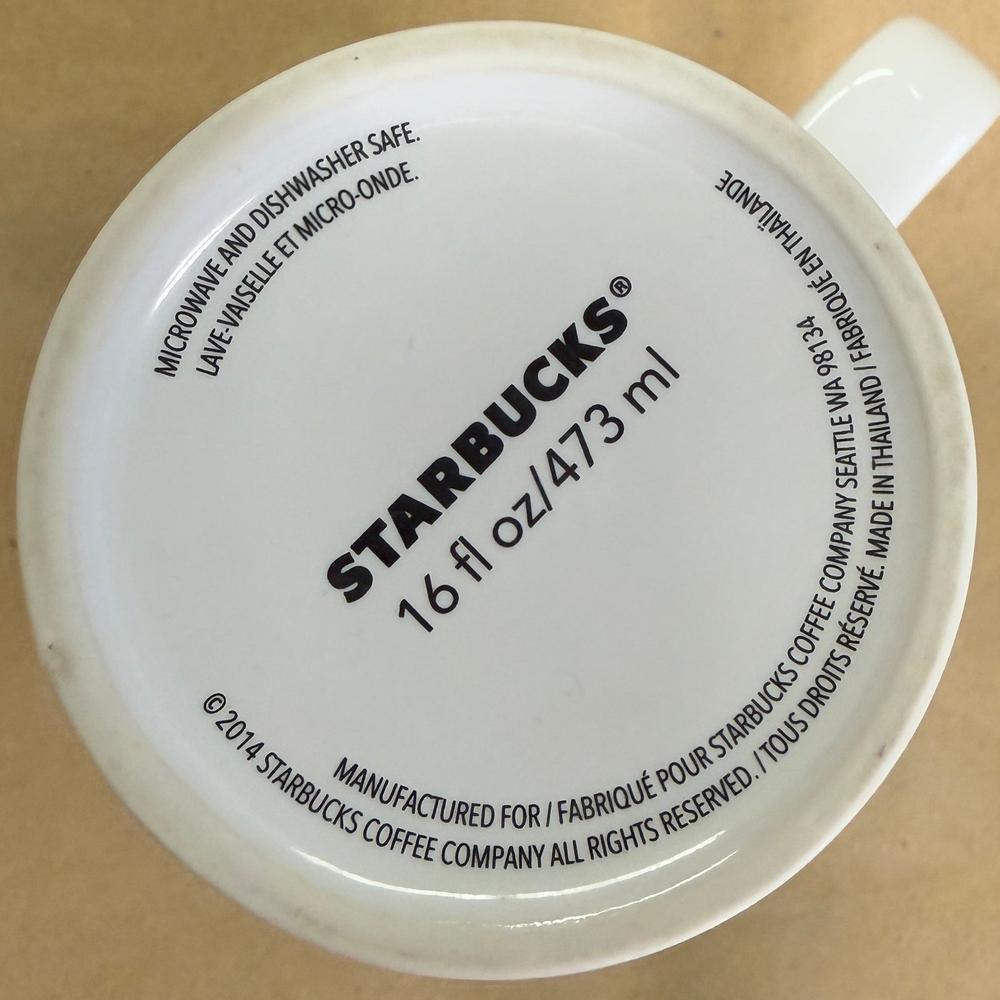 MICROWAVE AND DISHWASHER SAFE.
LAVE-VAISELLE ET MICRO-ONDE.
STARBUCKS®
16 fl oz/473 ml
MANUFACTURED FOR / FABRIQUÉ POUR STARBUCKS COFFEE COMPANY SEATTLE WA 98134
© 2014 STARBUCKS COFFEE COMPANY ALL RIGHTS RESERVED. / TOUS DROITS RÉSERVÉ. MADE IN THAILAND / FABRIQUÉ EN THAÏLANDE